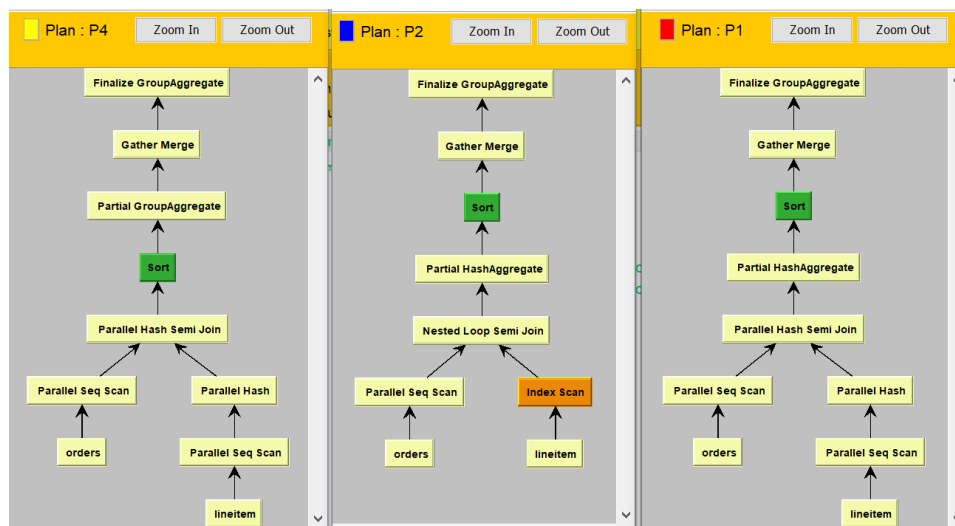 Plan : P4
Zoom In
Zoom Out
Finalize GroupAggregate
Gather Merge
Partial GroupAggregate
Sort
Parallel Hash Semi Join
Parallel Seq Scan
Parallel Hash
orders
Parallel Seq Scan
lineitem
Plan : P2
Zoom In
Zoom Out
Finalize GroupAggregate
Gather Merge
Sort
Partial HashAggregate
Nested Loop Semi Join
Parallel Seq Scan
Index Scan
orders
lineitem
Plan : P1
Zoom In
Zoom Out
Finalize GroupAggregate
Gather Merge
Sort
Partial HashAggregate
Parallel Hash Semi Join
Parallel Seq Scan
Parallel Hash
orders
Parallel Seq Scan
lineitem